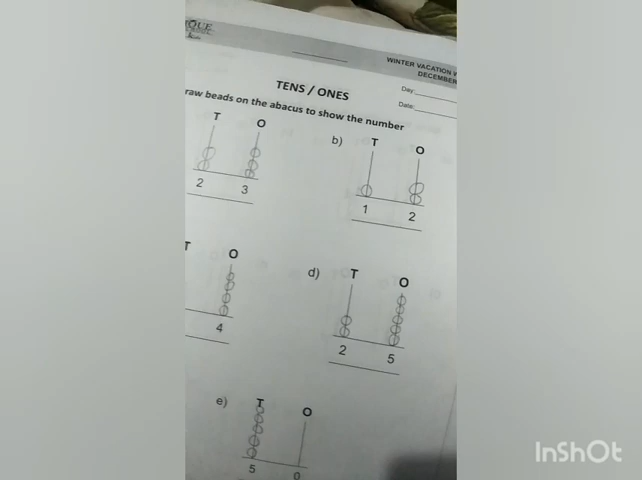 QUE
WINTER VACATION
DECEMBER
TENS / ONES
Day:
Date:
raw beads on the abacus to show the number
T O
2 3
b) T O
1 2
T O
4
d) T O
2 5
e) T O
5 0
InShOt